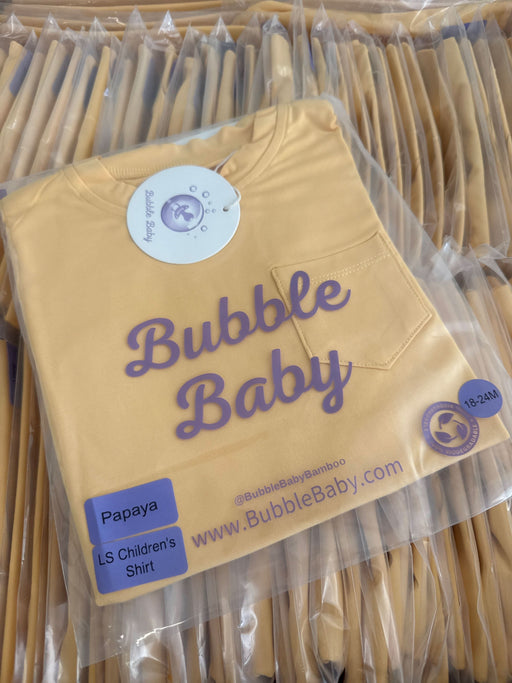 Bubble Baby
Bubble
Baby
18-24M
@BubbleBabyBamboo
www.BubbleBaby.com
Papaya
LS Children's
Shirt